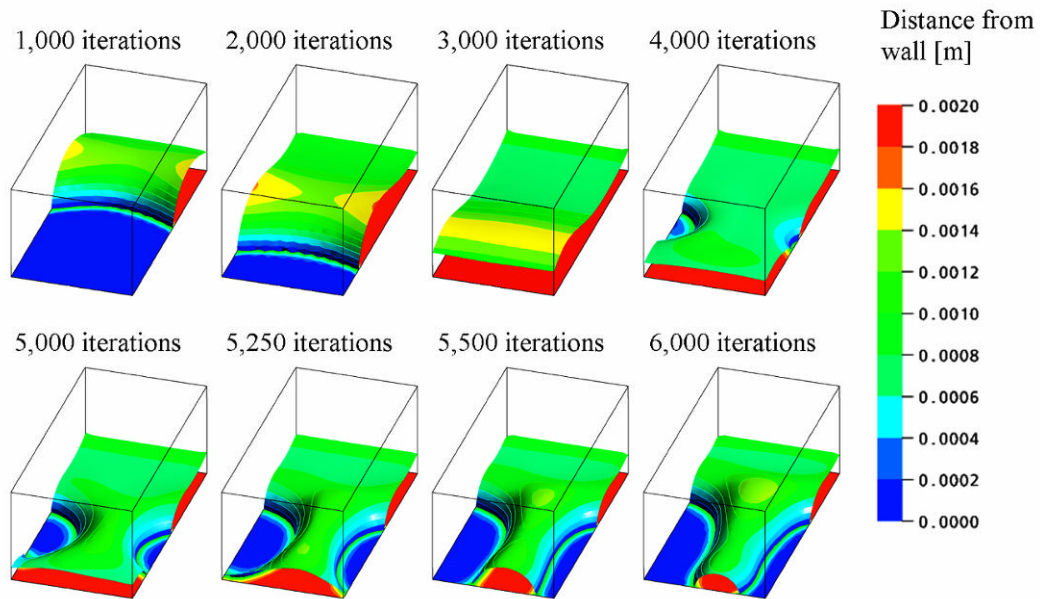 1,000 iterations
2,000 iterations
3,000 iterations
4,000 iterations
Distance from
wall [m]
0.0020
0.0016
0.0014
0.0012
0.0010
0.0008
0.0006
0.0004
0.0002
0.0000
5,000 iterations
5,250 iterations
5,500 iterations
6,000 iterations